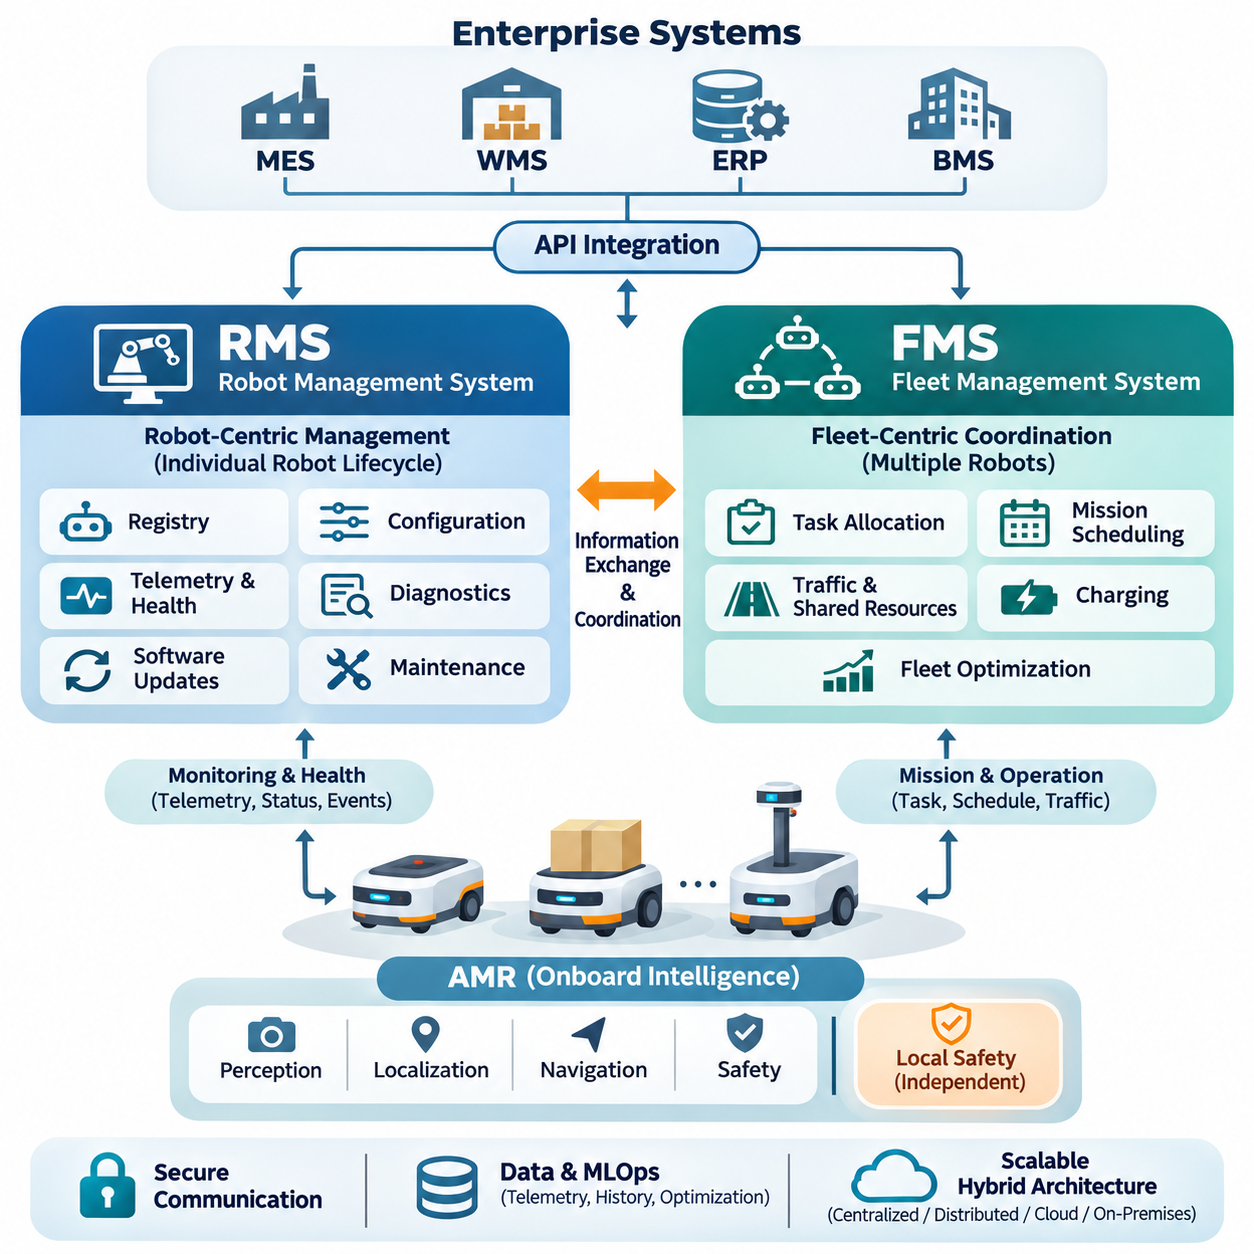 Enterprise Systems
MES
WMS
ERP
BMS
API Integration
RMS
Robot Management System
Robot-Centric Management
(Individual Robot Lifecycle)
Registry
Configuration
Telemetry &
Health
Diagnostics
Software
Updates
Maintenance
Information
Exchange
&
Coordination
FMS
Fleet Management System
Fleet-Centric Coordination
(Multiple Robots)
Task Allocation
Mission
Scheduling
Traffic &
Shared Resources
Charging
Fleet Optimization
Monitoring & Health
(Telemetry, Status, Events)
Mission & Operation
(Task, Schedule, Traffic)
AMR (Onboard Intelligence)
Perception
Localization
Navigation
Safety
Local Safety
(Independent)
Secure
Communication
Data & MLOps
(Telemetry, History, Optimization)
Scalable
Hybrid Architecture
(Centralized / Distributed / Cloud / On-Premises)